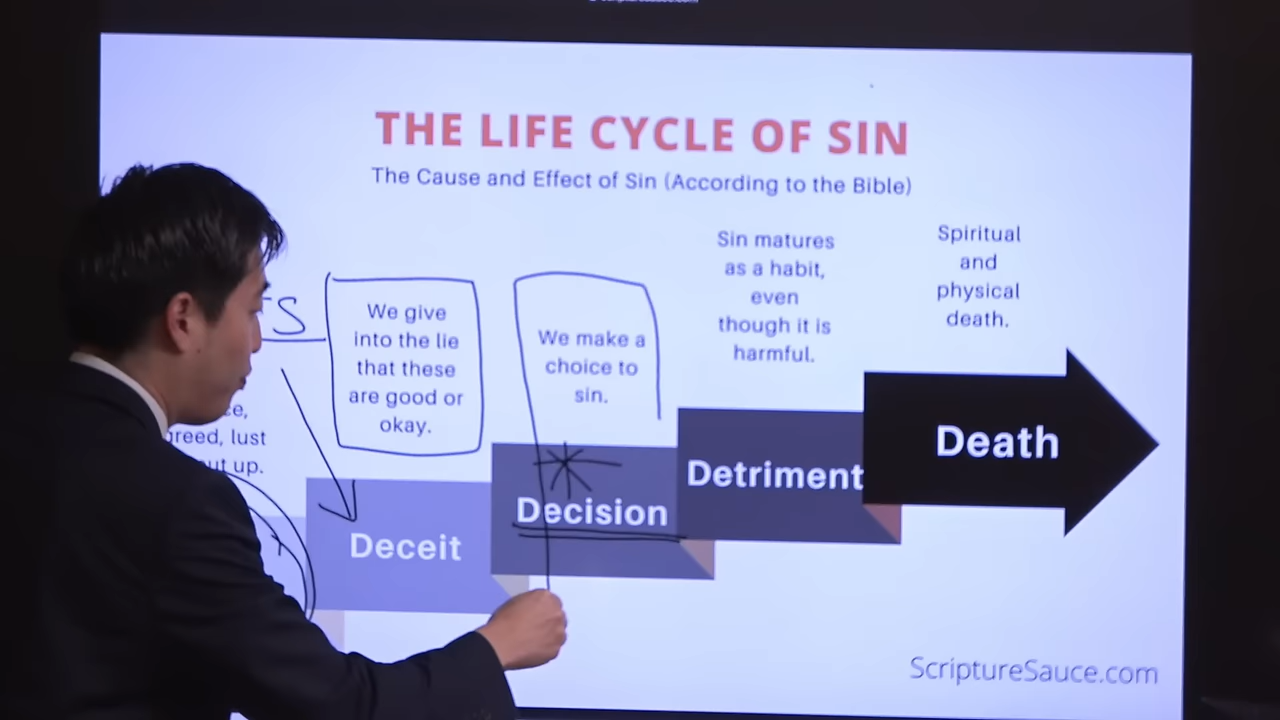 THE LIFE CYCLE OF SIN
The Cause and Effect of Sin (According to the Bible)
greed, lust
up.
We give
into the lie
that these
are good or
okay.
Deceit
We make a
choice to
sin.
Decision
Sin matures
as a habit,
even
though it is
harmful.
Detriment
Spiritual
and
physical
death.
Death
ScriptureSauce.com